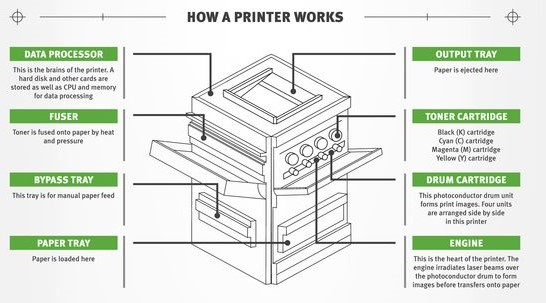 HOW A PRINTER WORKS
DATA PROCESSOR
This is the brains of the printer. A
hard disk and other cards are
stored as well as CPU and memory
for data processing
FUSER
Toner is fused onto paper by heat
and pressure
BYPASS TRAY
This tray is for manual paper feed
PAPER TRAY
Paper is loaded here
OUTPUT TRAY
Paper is ejected here
TONER CARTRIDGE
Black (K) cartridge
Cyan (C) cartridge
Magenta (M) cartridge
Yellow (Y) cartridge
DRUM CARTRIDGE
This photoconductor drum unit
forms print images. Four units
are arranged side by side
in this printer
ENGINE
This is the heart of the printer. The
engine irradiates laser beams over
the photoconductor drum to form
images before transfers onto paper